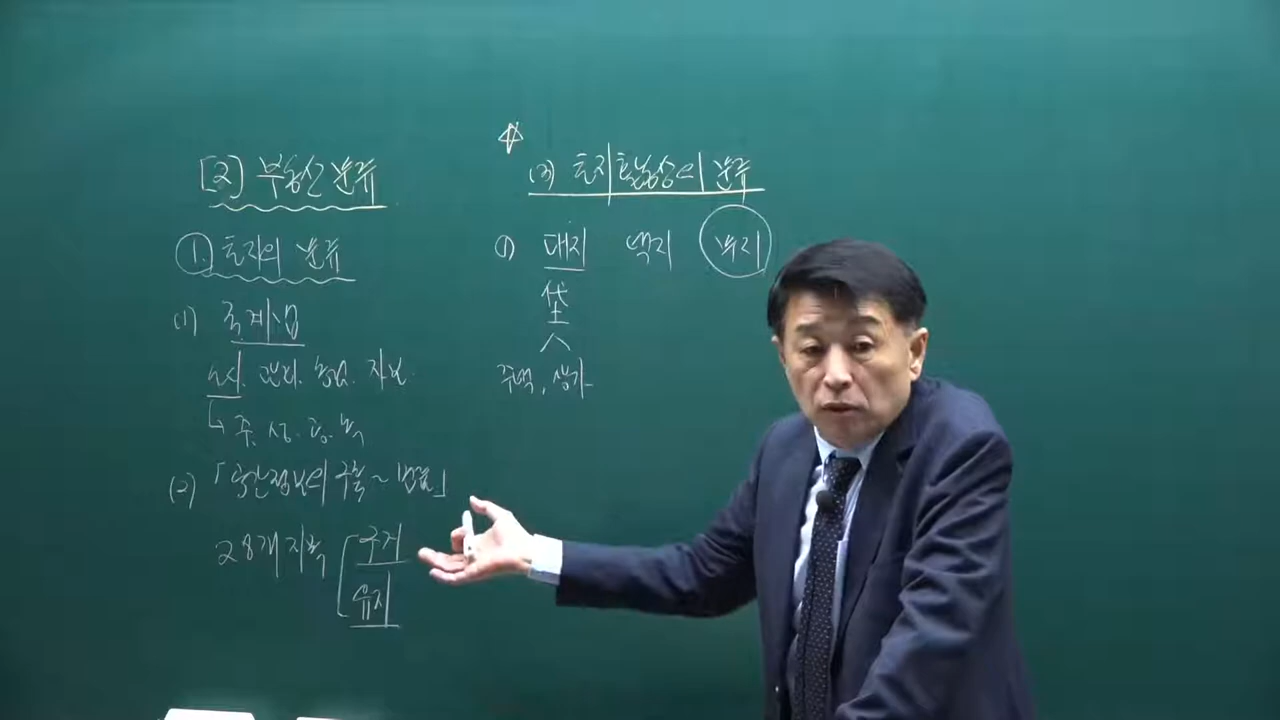 [2] 부동산 분류
1. 토지의 분류
(1) 국계법
도시. 관리. 농림. 자보.
↳ 주. 상. 공. 녹
(2) 「공간정보의 구축 ~ 법률」
28개 지목 [ 구거
유지
☆
(3) 토지활동상의 분류
① 대지 택지 부지
垈
주택, 상가